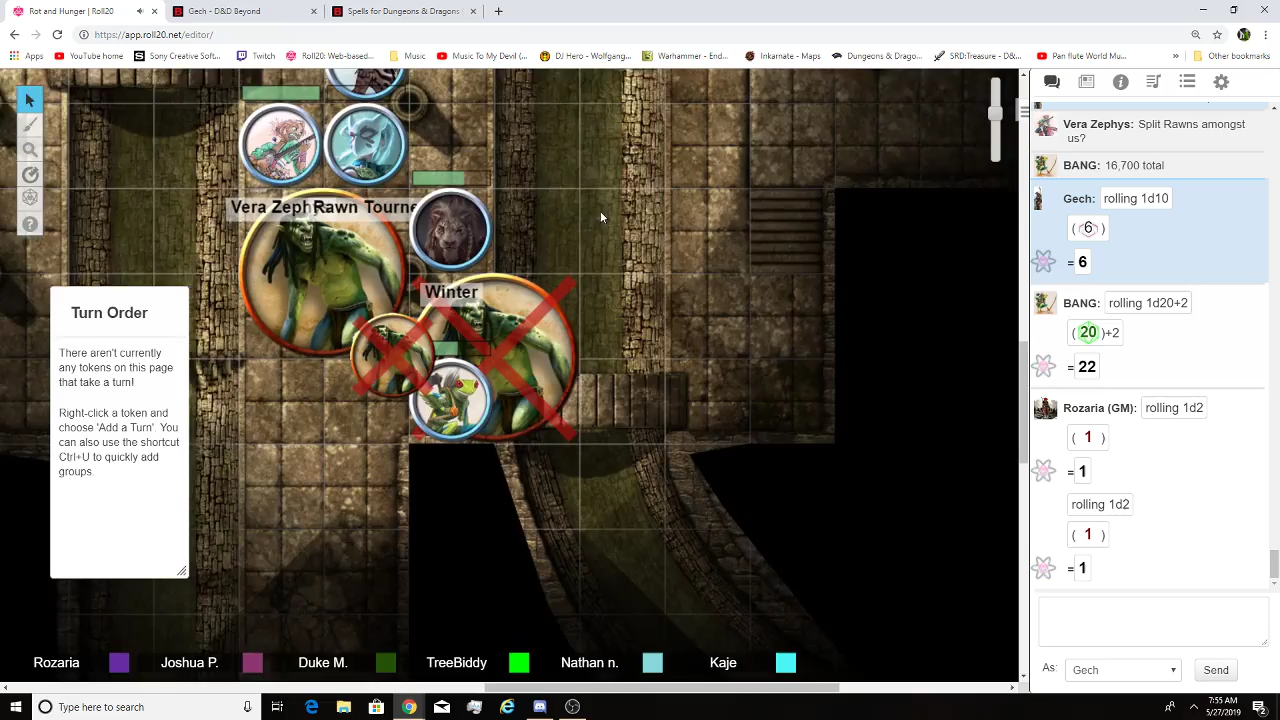 Rot and Hunger | Roll20
Gech - D&D Beyond
Spells for Dungeons & Dragons
https://app.roll20.net/editor/
Apps
YouTube home
Sony Creative Soft...
Twitch
Roll20: Web-based...
Music
Music To My Devil (...
DJ Hero - Wolfgang...
Warhammer - End...
Inkarnate - Maps
Dungeons & Drago...
SRD:Treasure - D&...
Pan flute World Mu...
»
Other bookmarks
Vera Zephys: Split Rawns amongst
us?
BANG: 16,700 total
Gech: rolling 1d10
( 6 )
= 6
BANG: rolling 1d20+2
( 20 )+2
= 22
Rozaria (GM): rolling 1d2
( 1 )
= 1
rolling 1d2
( 1 )
= 1
As: Gech Send
Vera Zeph
Rawn Tourne
Winter
Turn Order
There aren't currently
any tokens on this page
that take a turn!
Right-click a token and
choose 'Add a Turn'. You
can also use the shortcut
Ctrl+U to quickly add
groups.
Rozaria
Joshua P.
Duke M.
TreeBiddy
Nathan n.
Kaje
Type here to search
7:55 AM
5/27/2019